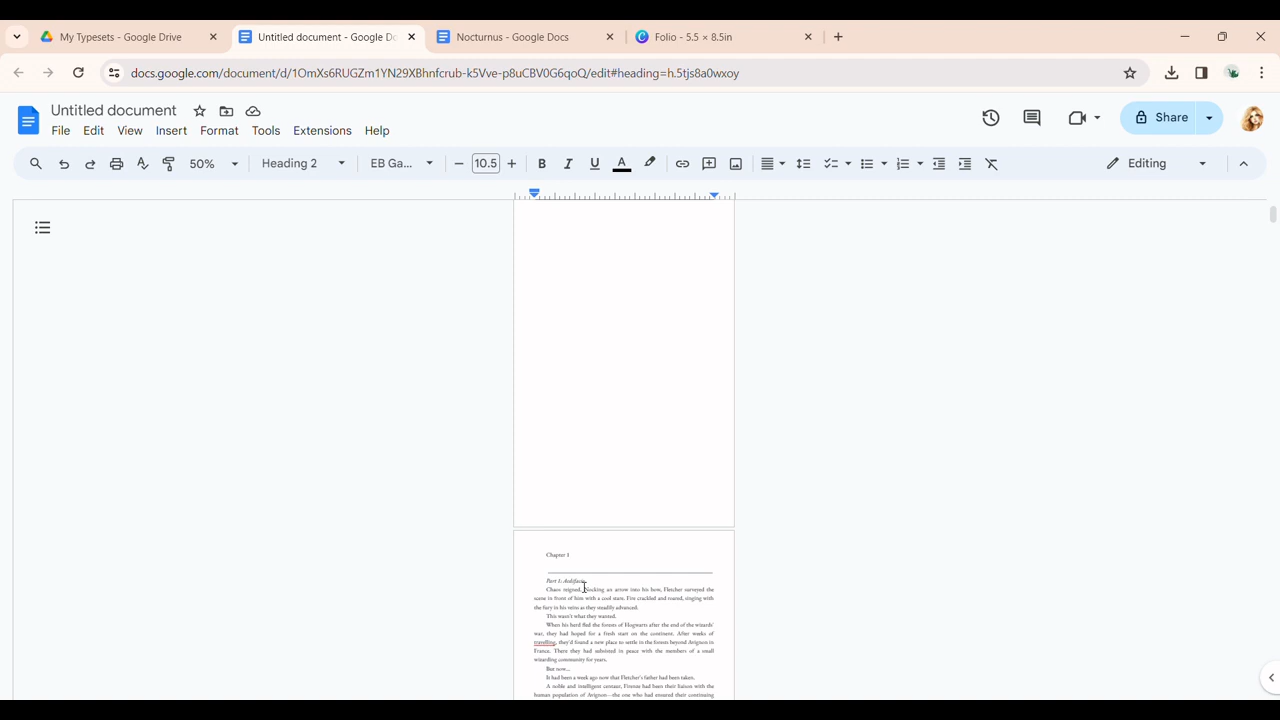 My Typesets - Google Drive
Untitled document - Google Do
Nocturnus - Google Docs
Folio - 5.5 × 8.5in
docs.google.com/document/d/1OmXs6RUGZm1YN29XBhnfcrub-k5Vve-p8uCBV0G6qoQ/edit#heading=h.5tjs8a0wxoy
Untitled document
File Edit View Insert Format Tools Extensions Help
Share
50% Heading 2 EB Ga... 10.5 B I U A Editing
Chapter 1
Part I: Aedifacio
Chaos reigned. Nocking an arrow into his bow, Fletcher surveyed the
scene in front of him with a cool stare. Fire crackled and roared, singing with
the fury in his veins as they steadily advanced.
This wasn't what they wanted.
When his herd fled the forests of Hogwarts after the end of the wizards'
war, they had hoped for a fresh start on the continent. After weeks of
travelling, they'd found a new place to settle in the forests beyond Avignon in
France. There they had subsisted in peace with the members of a small
wizarding community for years.
But now...
It had been a week ago now that Fletcher's father had been taken.
A noble and intelligent centaur, Firenze had been their liaison with the
human population of Avignon—the one who had ensured their continuing